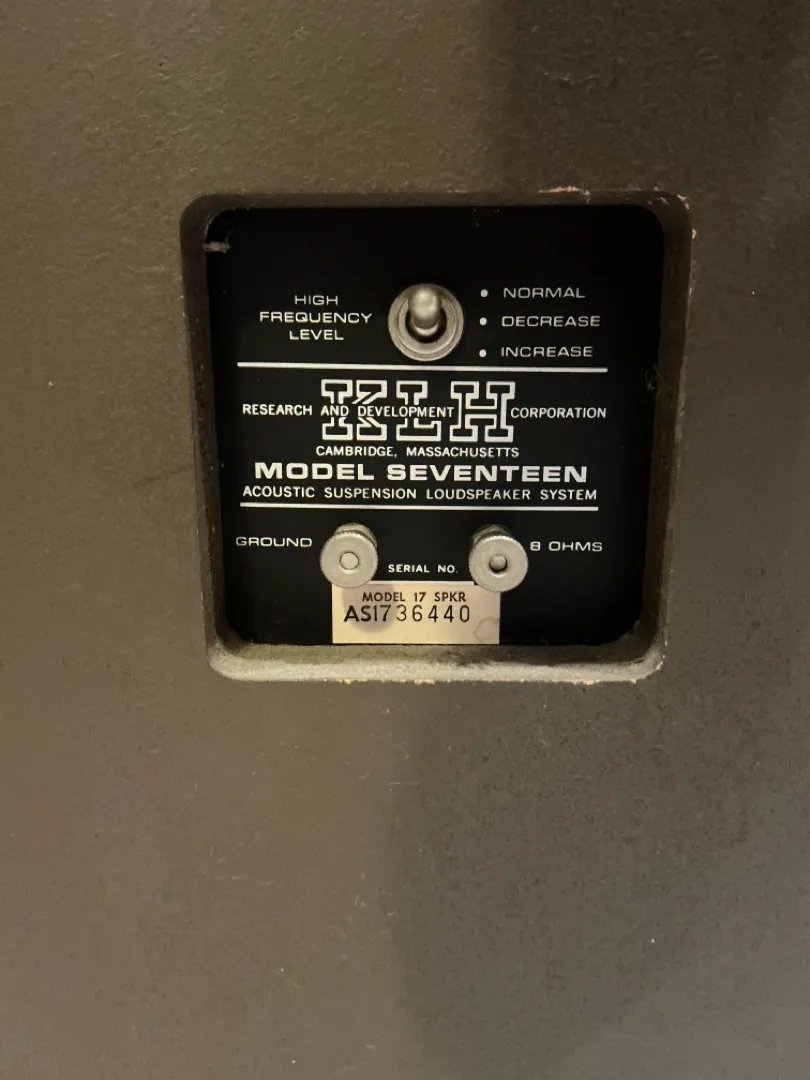 HIGH
FREQUENCY
LEVEL
• NORMAL
• DECREASE
• INCREASE
KLH
RESEARCH AND DEVELOPMENT CORPORATION
CAMBRIDGE, MASSACHUSETTS
MODEL SEVENTEEN
ACOUSTIC SUSPENSION LOUDSPEAKER SYSTEM
GROUND
8 OHMS
SERIAL NO.
MODEL 17 SPKR
AS1736440